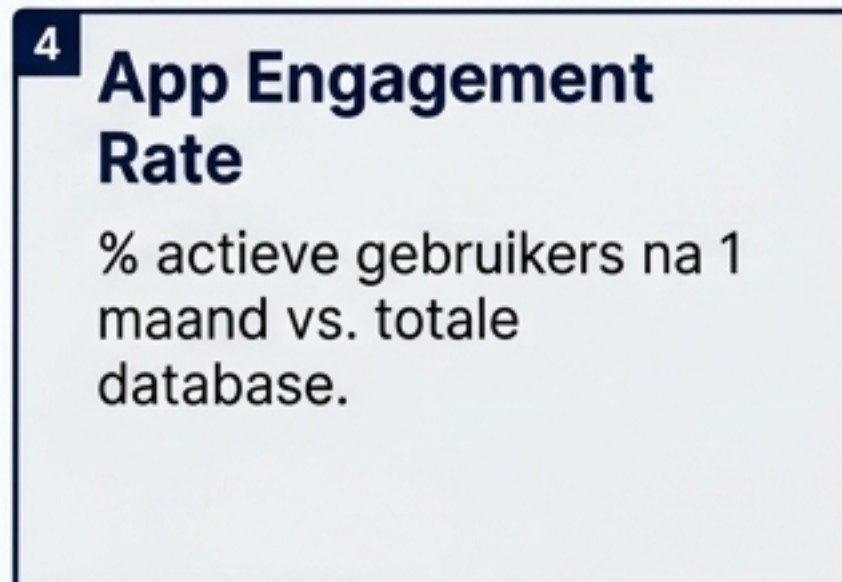 4
App Engagement
Rate
% actieve gebruikers na 1
maand vs. totale
database.